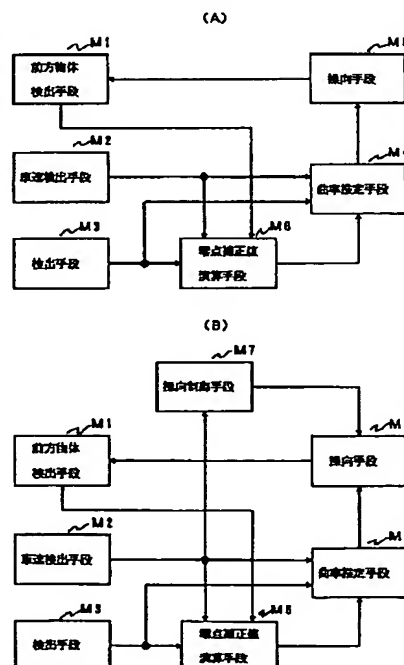 (A)
M1
前方物体
検出手段
M
操向手段
M2
車速検出手段
M
曲率推定手段
M3
検出手段
M6
零点補正値
演算手段
(B)
M7
操向制御手段
M1
前方物体
検出手段
M
操向手段
M2
車速検出手段
M
曲率推定手段
M3
検出手段
M6
零点補正値
演算手段